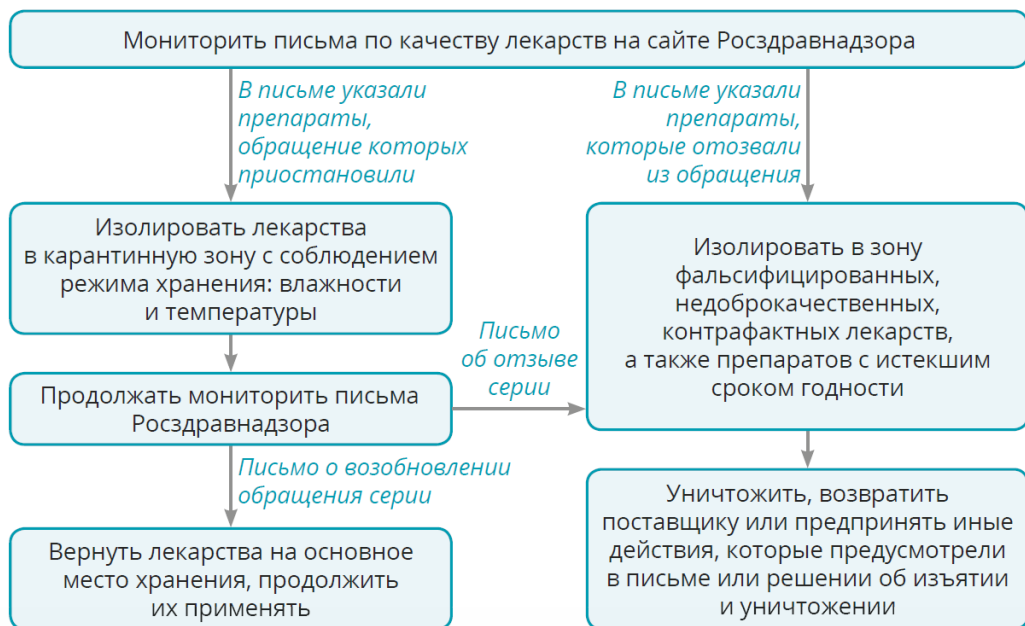 Мониторить письма по качеству лекарств на сайте Росздравнадзора
В письме указали
препараты,
обращение которых
приостановили
В письме указали
препараты,
которые отозвали
из обращения
Изолировать лекарства
в карантинную зону с соблюдением
режима хранения: влажности
и температуры
Изолировать в зону
фальсифицированных,
недоброкачественных,
контрафактных лекарств,
а также препаратов с истекшим
сроком годности
Письмо
об отзыве
серии
Продолжать мониторить письма
Росздравнадзора
Письмо о возобновлении
обращения серии
Вернуть лекарства на основное
место хранения, продолжить
их применять
Уничтожить, возвратить
поставщику или предпринять иные
действия, которые предусмотрели
в письме или решении об изъятии
и уничтожении